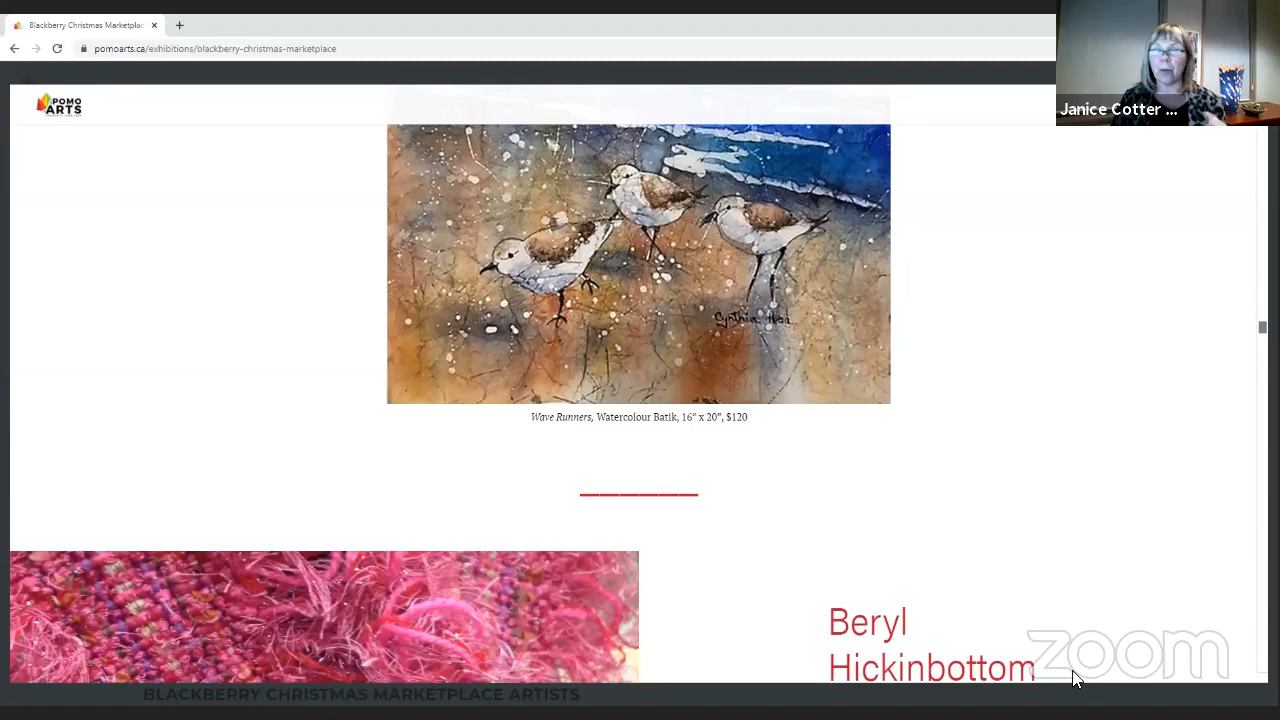 Blackberry Christmas Marketplac
pomoarts.ca/exhibitions/blackberry-christmas-marketplace
Janice Cotter ...
POMO
ARTS
Wave Runners, Watercolour Batik, 16" x 20", $120
Beryl
Hickinbottom
zoom
BLACKBERRY CHRISTMAS MARKETPLACE ARTISTS